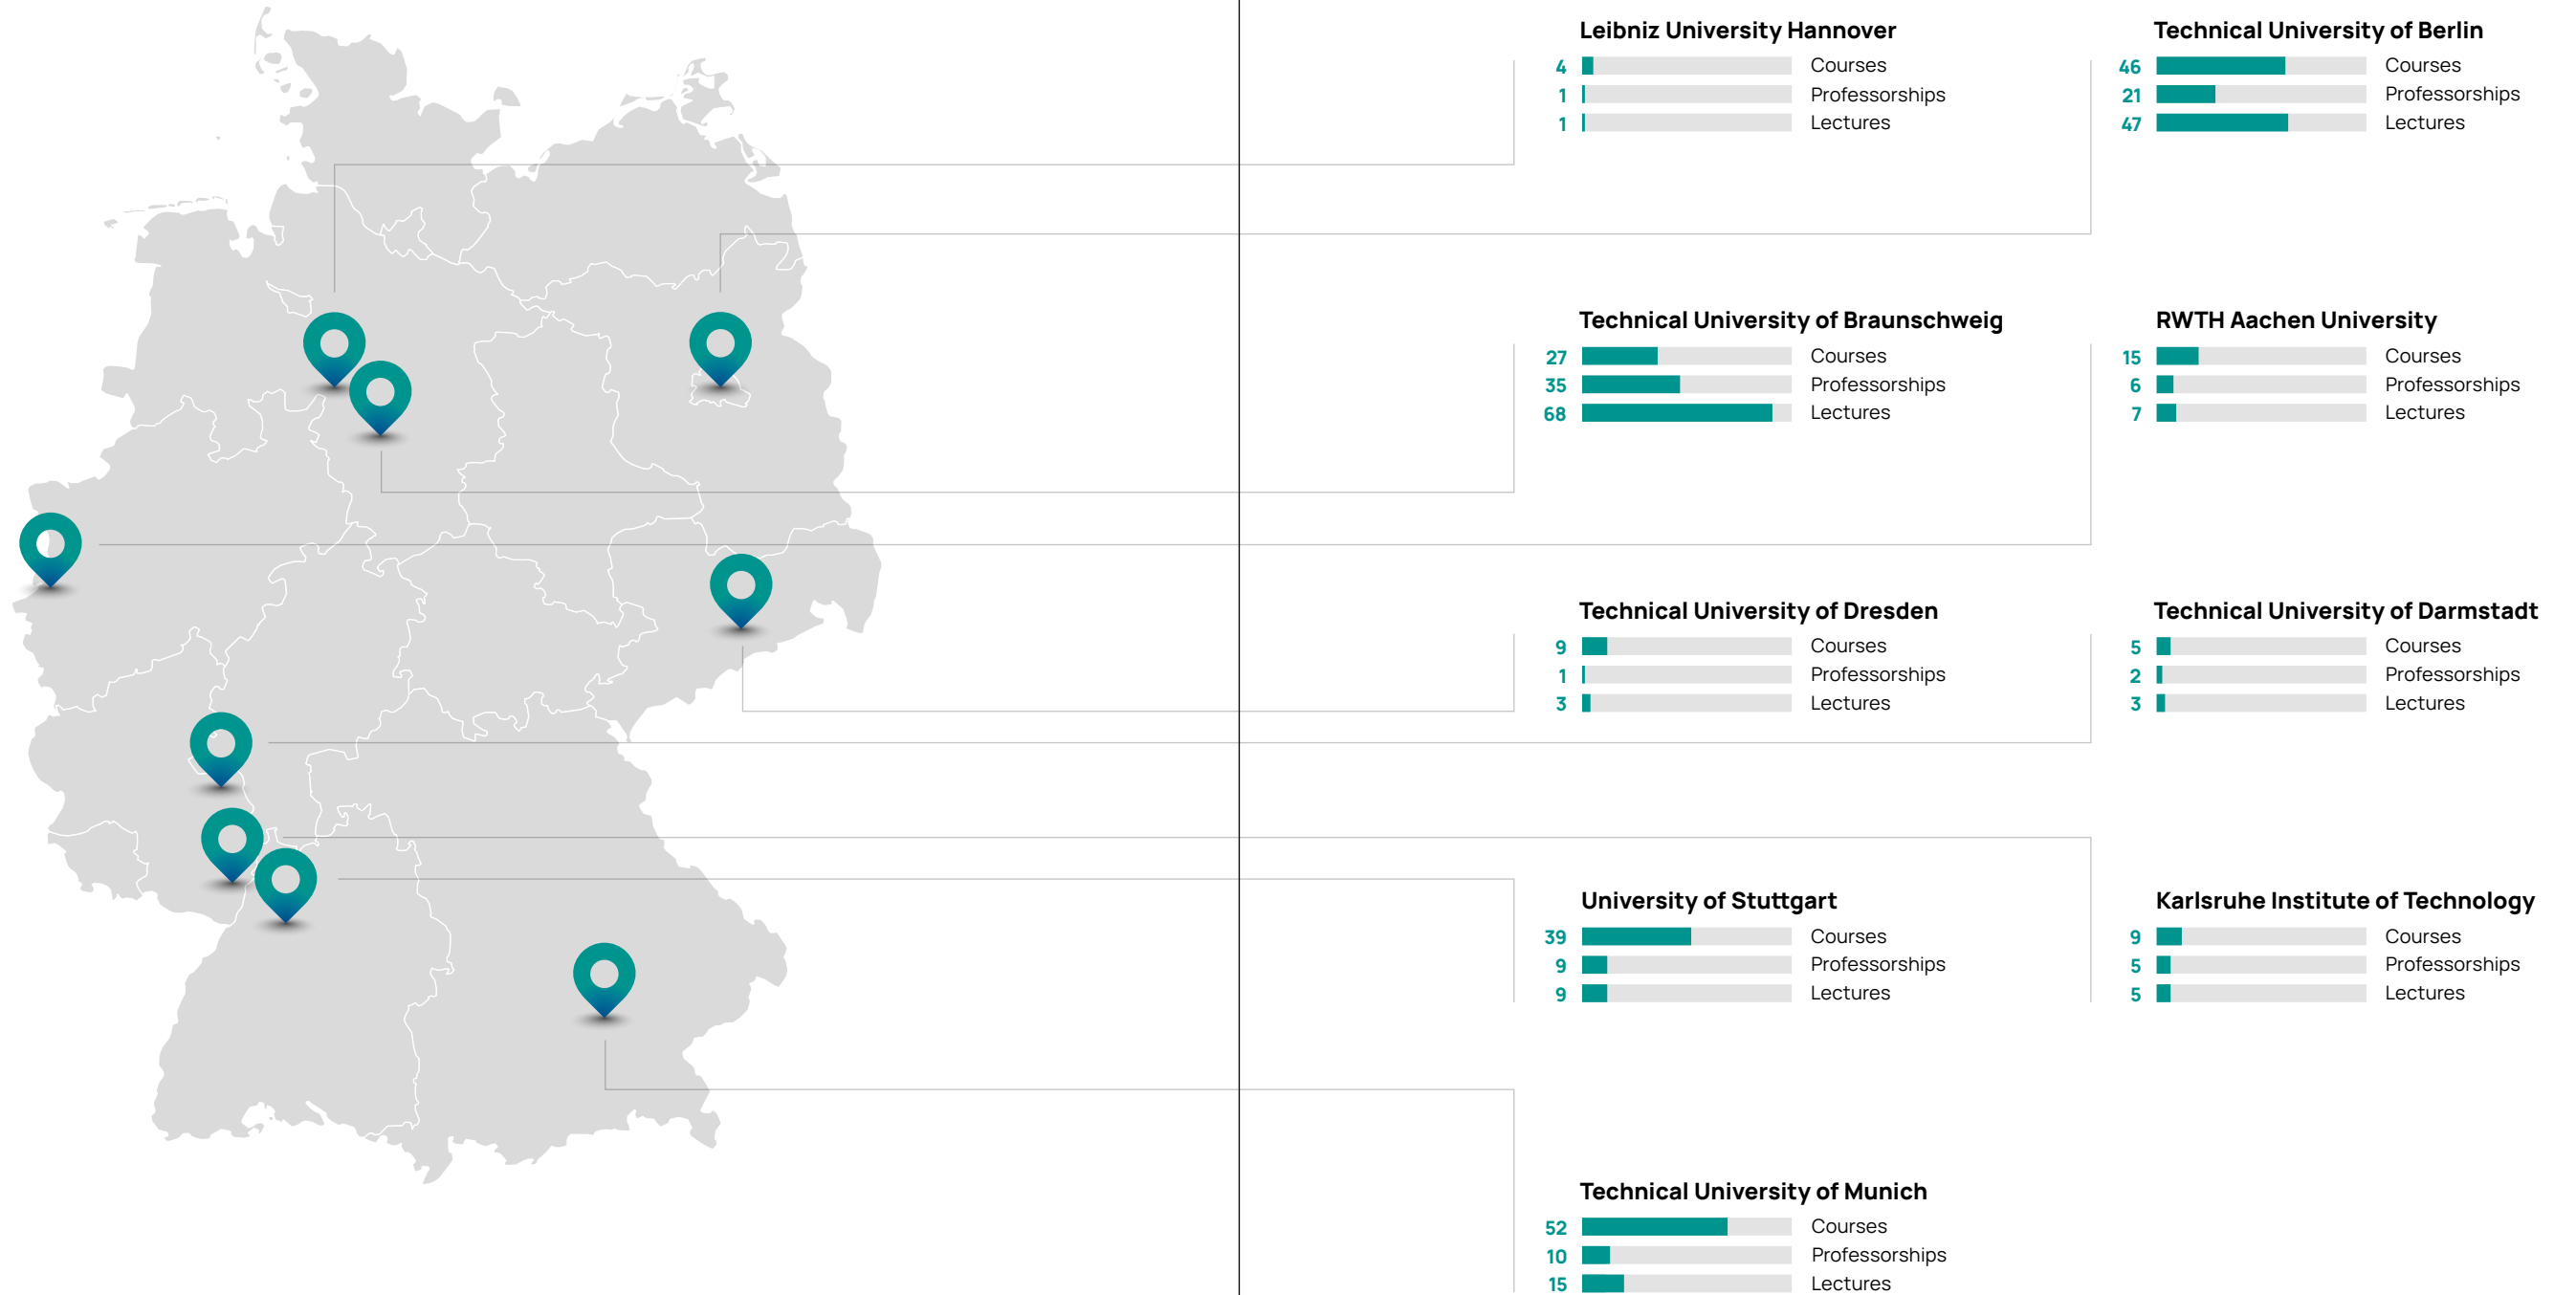 Leibniz University Hannover
4 Courses
1 Professorships
1 Lectures
Technical University of Berlin
46 Courses
21 Professorships
47 Lectures
Technical University of Braunschweig
27 Courses
35 Professorships
68 Lectures
RWTH Aachen University
15 Courses
6 Professorships
7 Lectures
Technical University of Dresden
9 Courses
1 Professorships
3 Lectures
Technical University of Darmstadt
5 Courses
2 Professorships
3 Lectures
University of Stuttgart
39 Courses
9 Professorships
9 Lectures
Karlsruhe Institute of Technology
9 Courses
5 Professorships
5 Lectures
Technical University of Munich
52 Courses
10 Professorships
15 Lectures